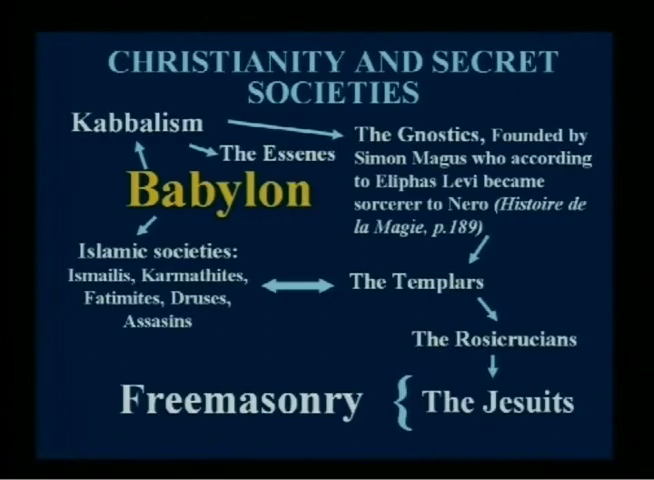 CHRISTIANITY AND SECRET
SOCIETIES
Kabbalism
The Essenes
Babylon
The Gnostics, Founded by
Simon Magus who according
to Eliphas Levi became
sorcerer to Nero (Histoire de
la Magie, p.189)
Islamic societies:
Ismailis, Karmathites,
Fatimites, Druses,
Assasins
The Templars
The Rosicrucians
Freemasonry { The Jesuits